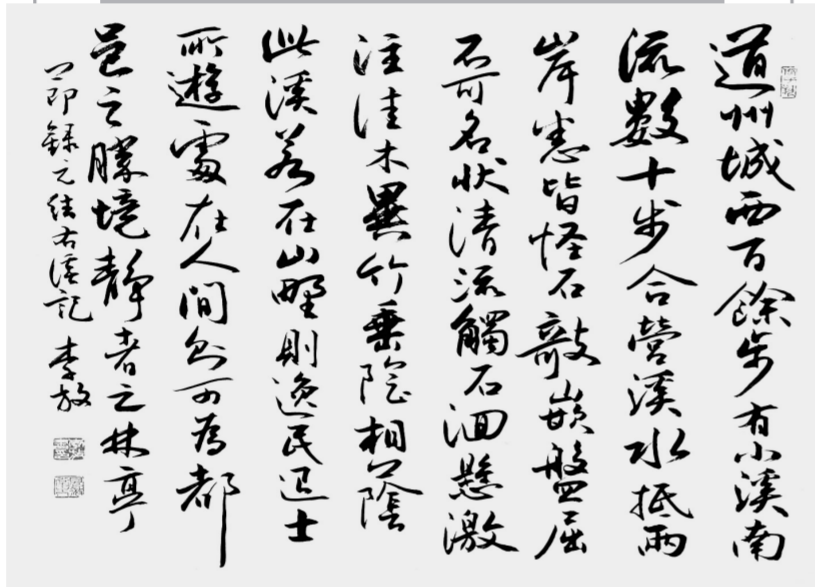 道州城西百餘步有小溪南
流數十步合營溪水抵兩
岸悉皆怪石敧嵌盤屈
不可名狀清流觸石洄懸激
注佳木異竹垂陰相蔭
此溪若在山野則逸民退士
所遊處在人間則可為都
邑之勝境靜者之林亭
節錄元結右溪記 李放